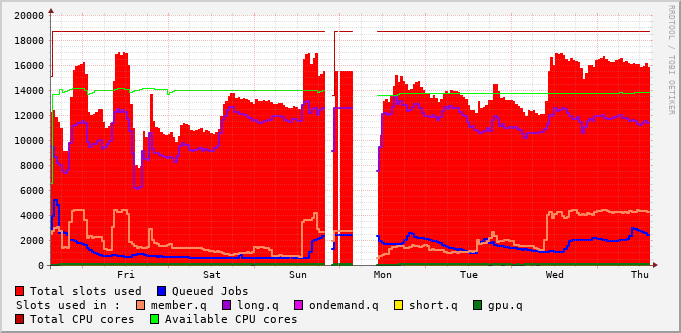 20000
18000
16000
14000
12000
10000
8000
6000
4000
2000
0
Fri Sat Sun Mon Tue Wed Thu
RRDTOOL / TOBI OETIKER
Total slots used Queued Jobs
Slots used in : member.q long.q ondemand.q short.q gpu.q
Total CPU cores Available CPU cores